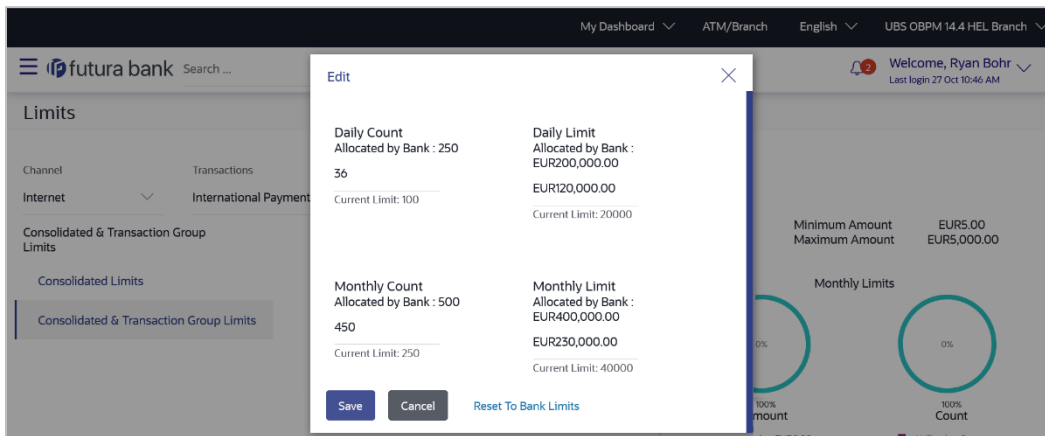 My Dashboard
ATM/Branch
English
UBS OBPM 14.4 HEL Branch
futura bank
Search ...
2
Welcome, Ryan Bohr
Last login 27 Oct 10:46 AM
Limits
Channel
Transactions
Internet
International Payment
Consolidated & Transaction Group
Limits
Consolidated Limits
Consolidated & Transaction Group Limits
Edit
Daily Count
Allocated by Bank : 250
36
Current Limit: 100
Daily Limit
Allocated by Bank :
EUR200,000.00
EUR120,000.00
Current Limit: 20000
Monthly Count
Allocated by Bank : 500
450
Current Limit: 250
Monthly Limit
Allocated by Bank :
EUR400,000.00
EUR230,000.00
Current Limit: 40000
Save
Cancel
Reset To Bank Limits
Minimum Amount EUR5.00
Maximum Amount EUR5,000.00
Monthly Limits
0%
0%
100%
mount
100%
Count